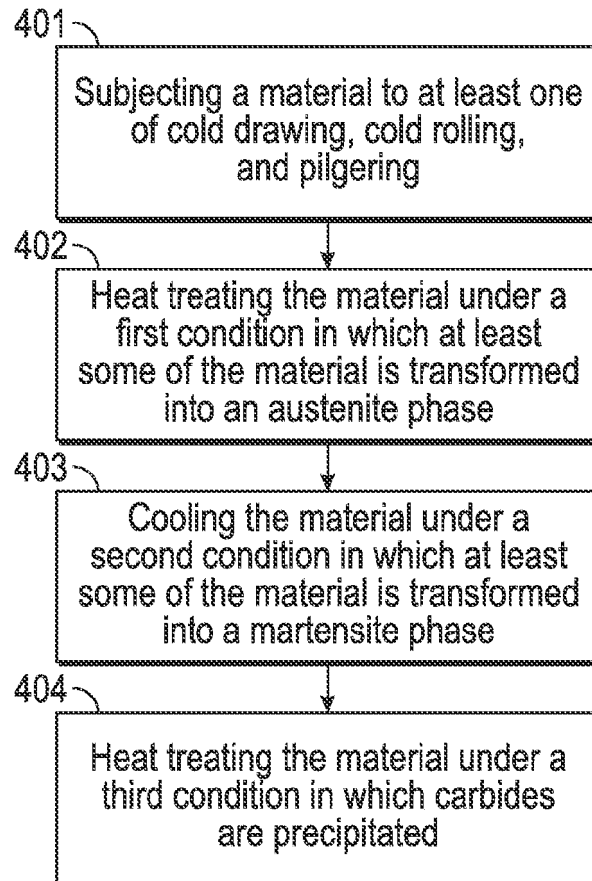 401
Subjecting a material to at least one
of cold drawing, cold rolling,
and pilgering
402
Heat treating the material under a
first condition in which at least
some of the material is transformed
into an austenite phase
403
Cooling the material under a
second condition in which at least
some of the material is transformed
into a martensite phase
404
Heat treating the material under a
third condition in which carbides
are precipitated